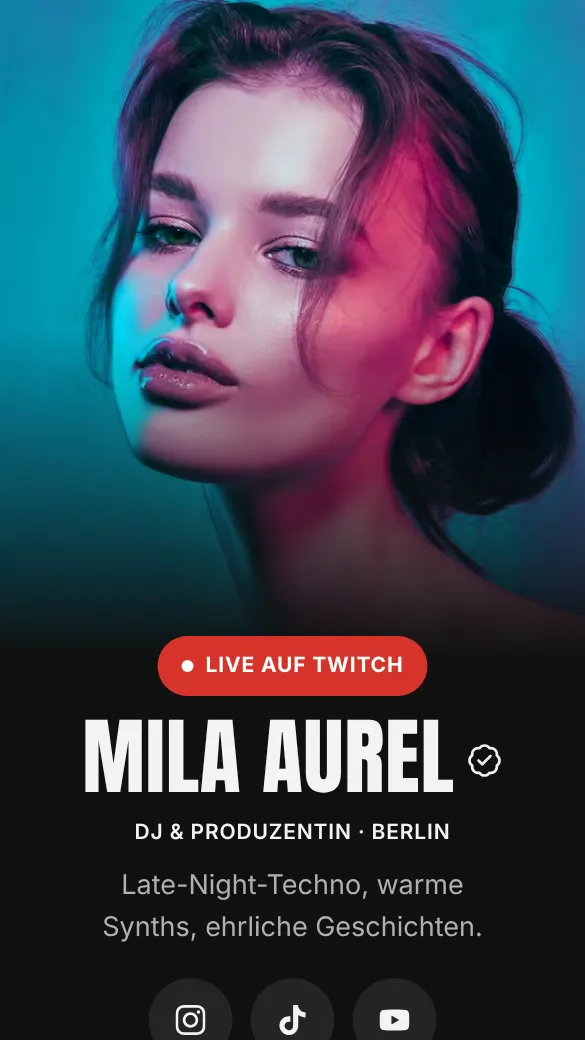 LIVE AUF TWITCH
MILA AUREL
DJ & PRODUZENTIN · BERLIN
Late-Night-Techno, warme
Synths, ehrliche Geschichten.